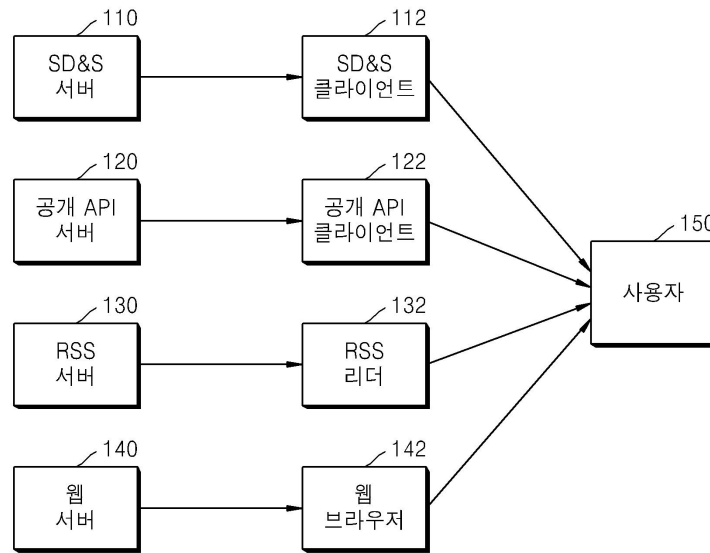 110
SD&S
서버
112
SD&S
클라이언트
120
공개 API
서버
122
공개 API
클라이언트
150
사용자
130
RSS
서버
132
RSS
리더
140
웹
서버
142
웹
브라우저